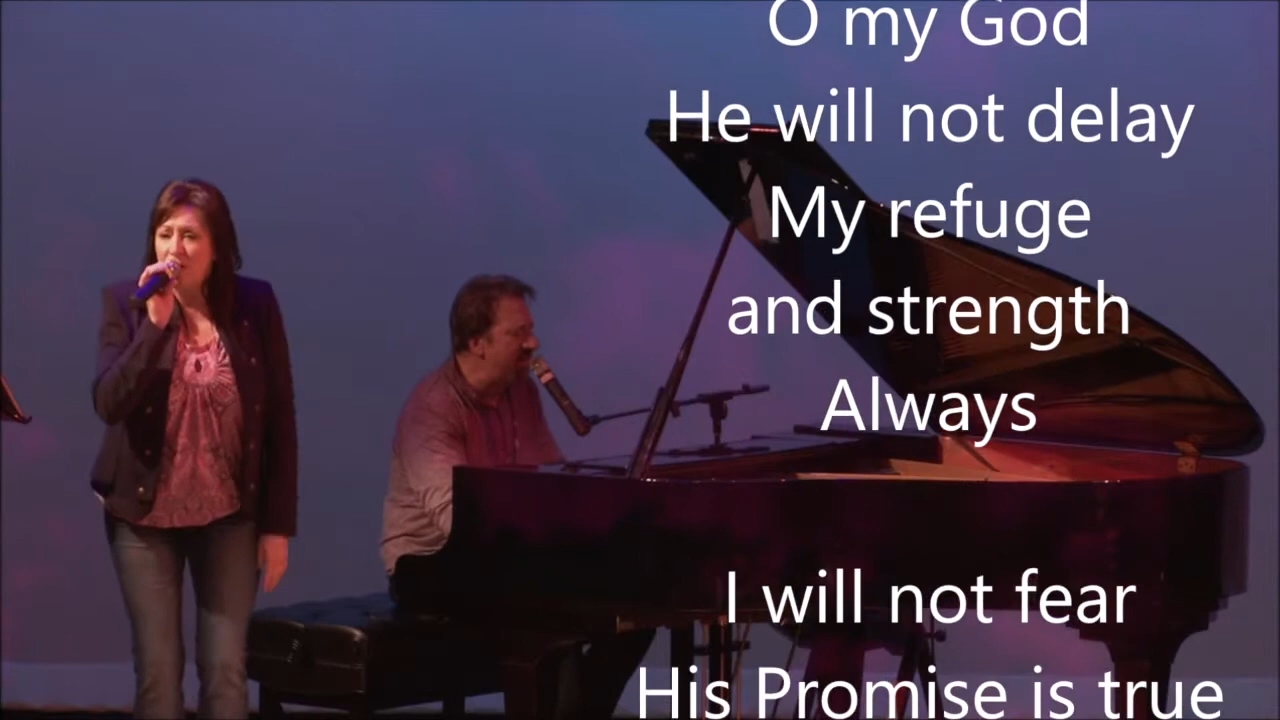 O my God
He will not delay
My refuge
and strength
Always
I will not fear
His Promise is true